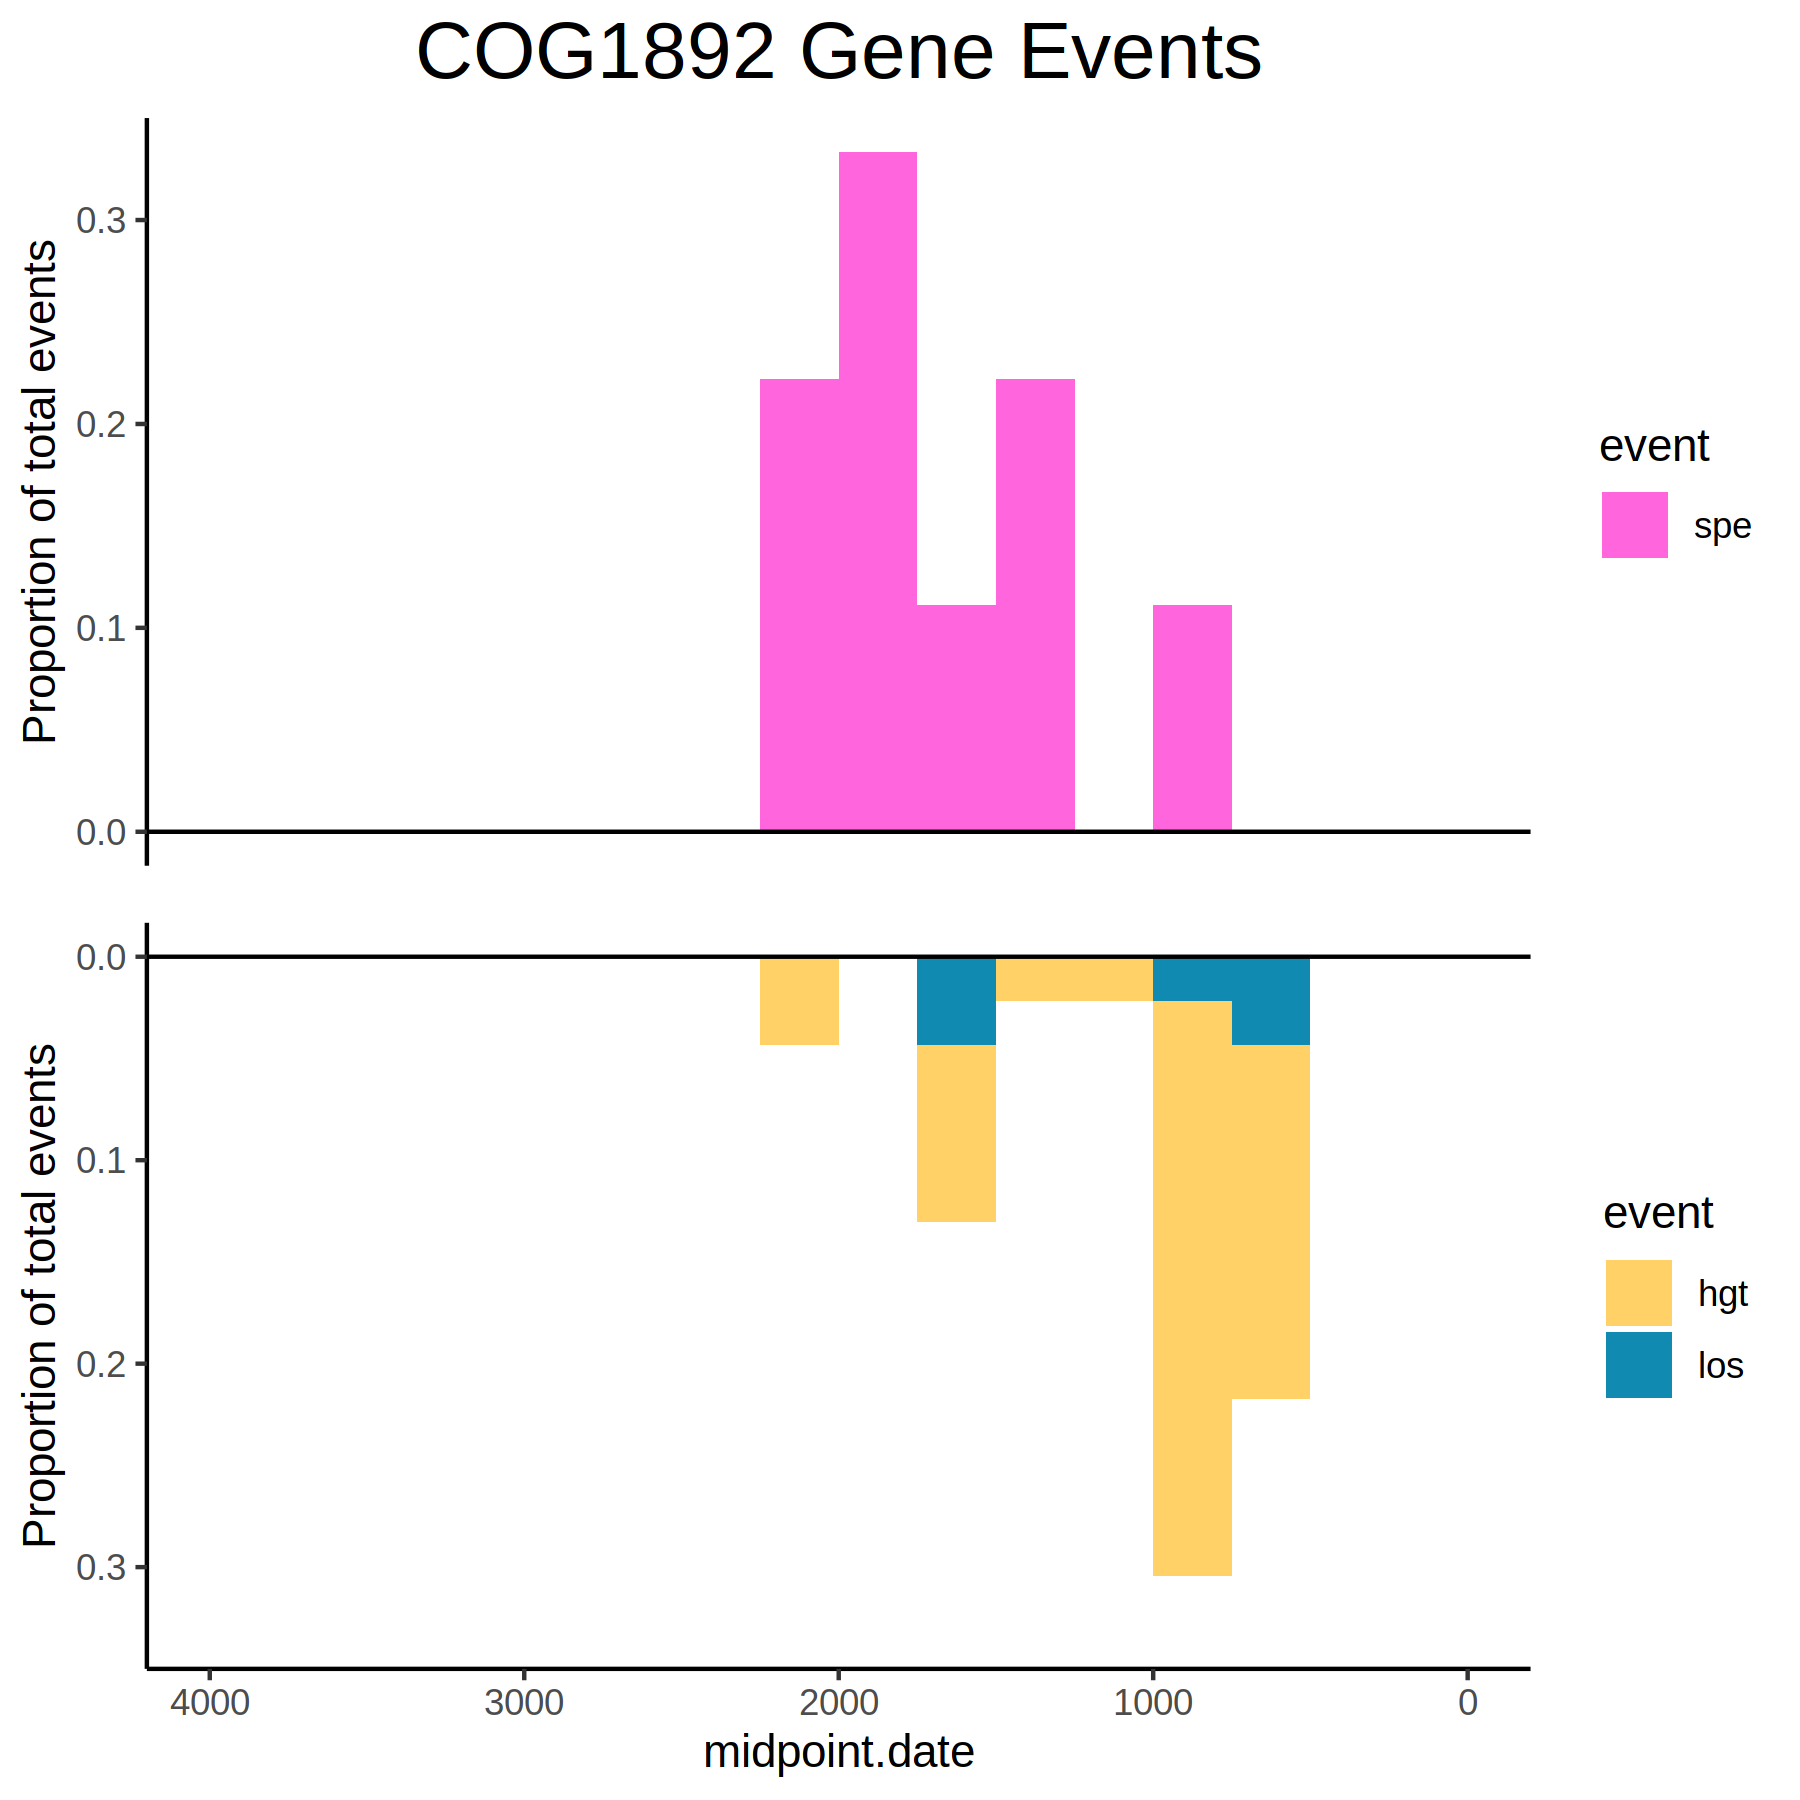 COG1892 Gene Events
Proportion of total events
0.3
0.2
0.1
0.0
event
spe
Proportion of total events
0.0
0.1
0.2
0.3
event
hgt
los
4000 3000 2000 1000 0
midpoint.date